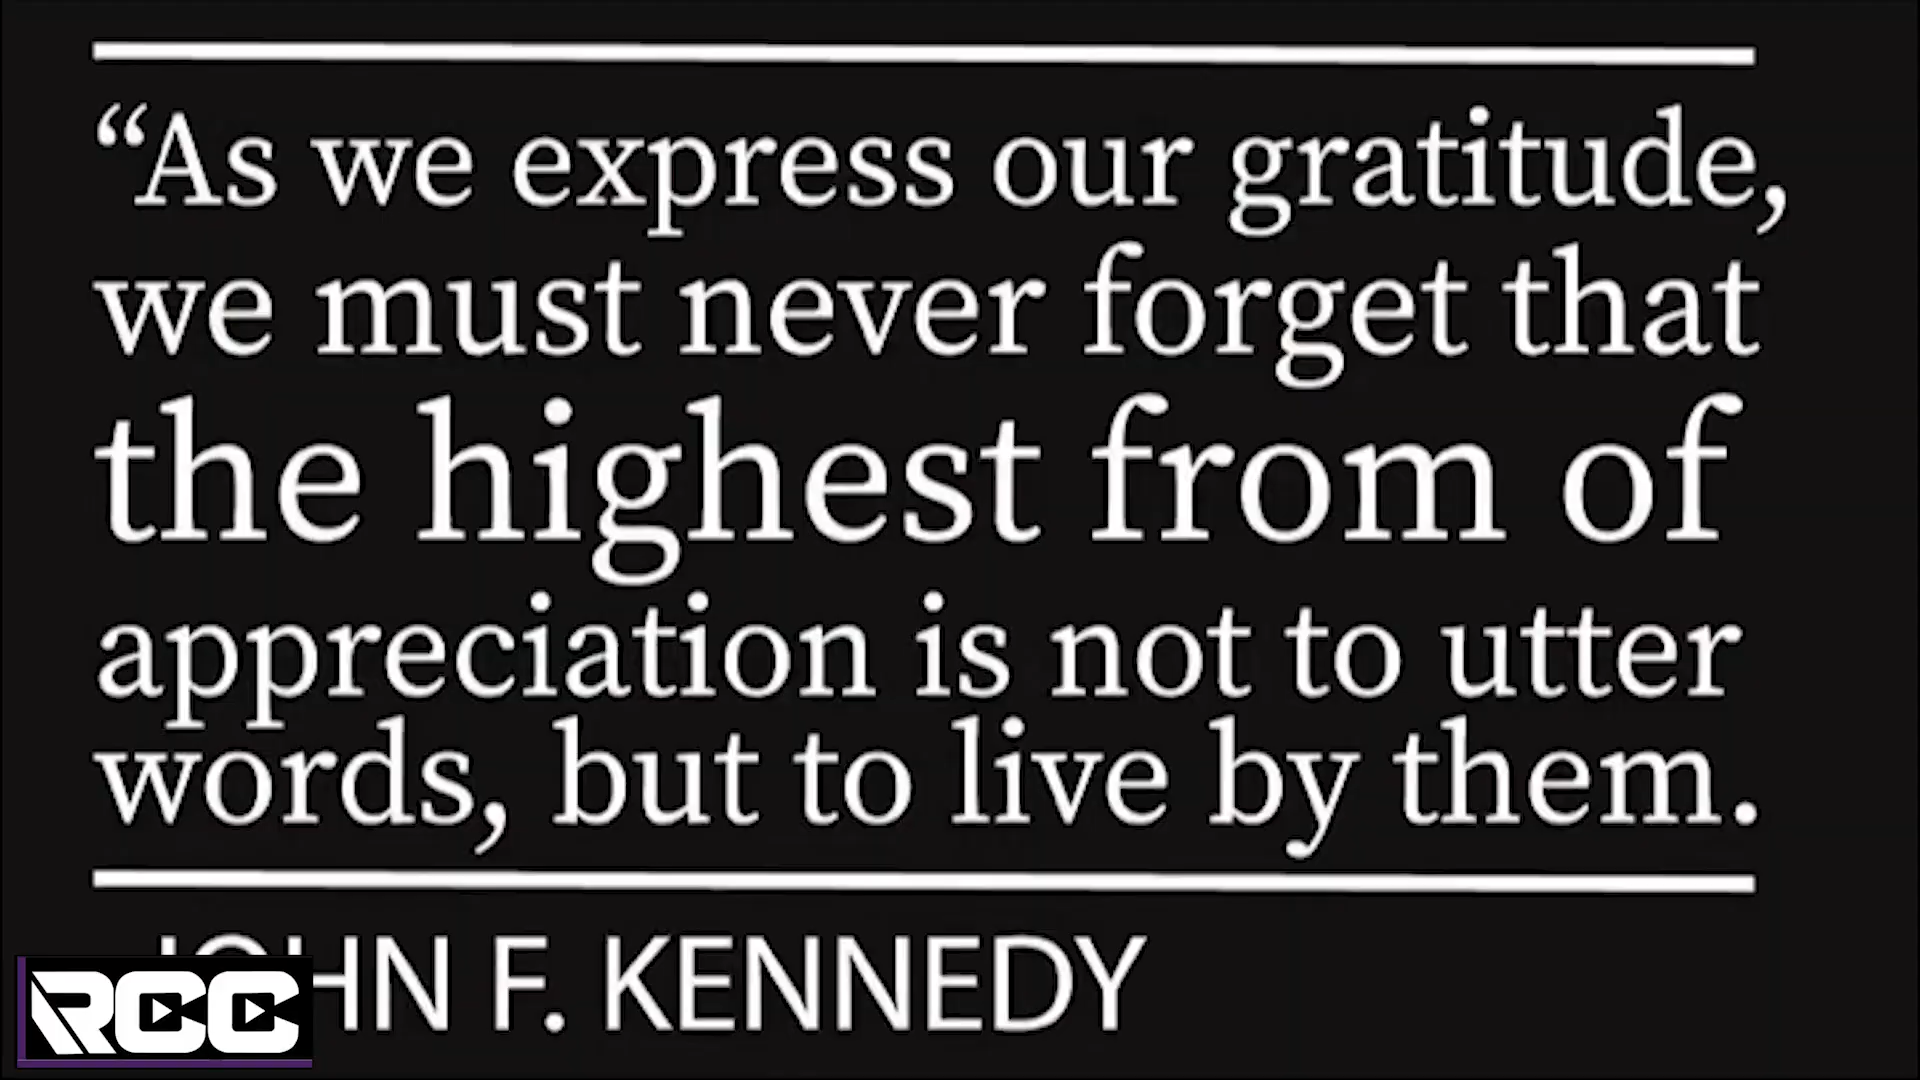 “As we express our gratitude,
we must never forget that
the highest from of
appreciation is not to utter
words, but to live by them.
JOHN F. KENNEDY
RCC